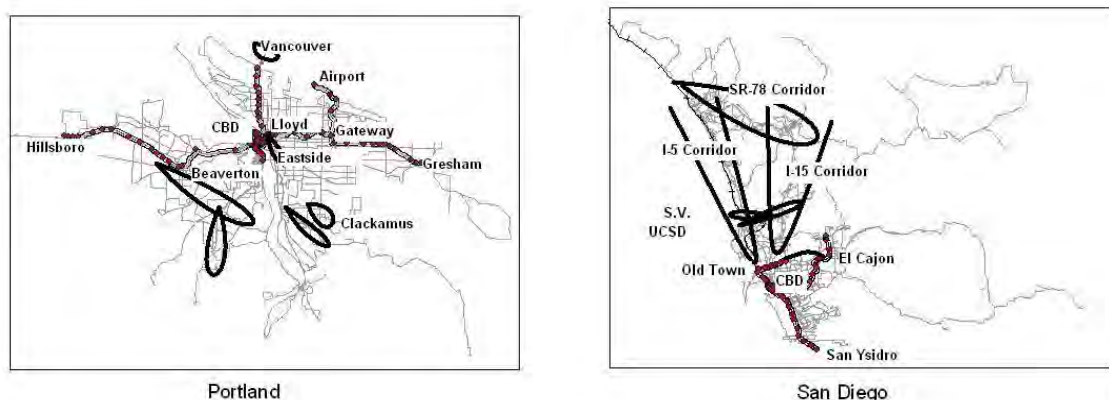 Vancouver
Airport
CBD
Lloyd
Gateway
Hillsboro
Eastside
Gresham
Beaverton
Clackamus
Portland
SR-78 Corridor
I-5 Corridor
I-15 Corridor
S.V.
UCSD
El Cajon
Old Town
CBD
San Ysidro
San Diego